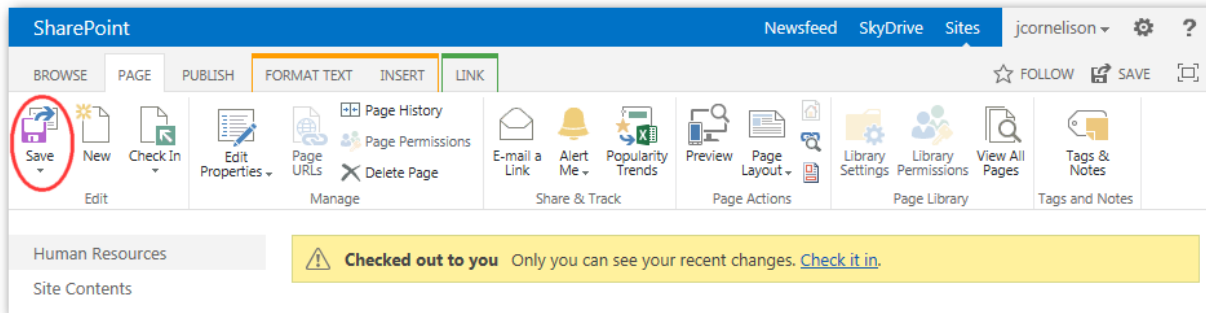 SharePoint Newsfeed SkyDrive Sites jcornelison ?
BROWSE PAGE PUBLISH FORMAT TEXT INSERT LINK FOLLOW SAVE
Save
New
Check In
Edit
Edit
Properties
Page
URLs
Page History
Page Permissions
Delete Page
Manage
E-mail a
Link
Alert
Me
Popularity
Trends
Share & Track
Preview
Page
Layout
Page Actions
Library
Settings
Library
Permissions
View All
Pages
Page Library
Tags &
Notes
Tags and Notes
Human Resources
Site Contents
Checked out to you Only you can see your recent changes. Check it in.